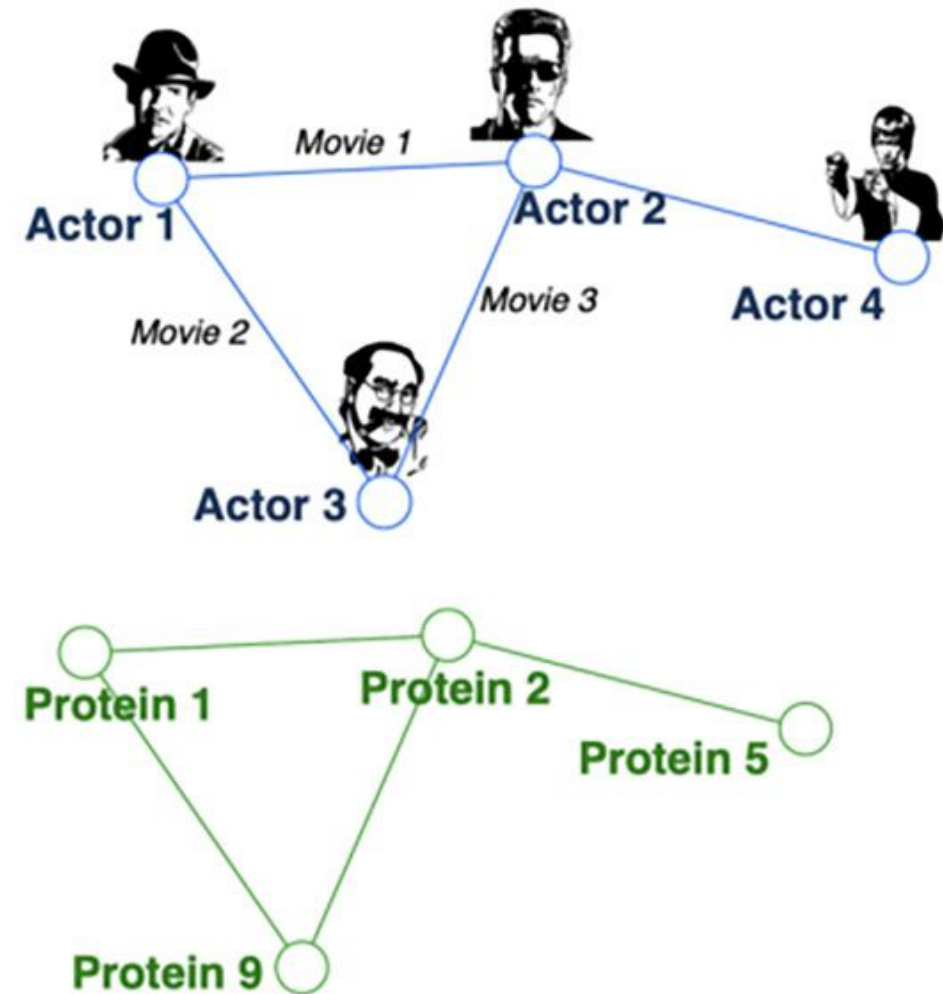 Movie 1
Actor 1
Actor 2
Movie 3
Actor 4
Movie 2
Actor 3
Protein 1
Protein 2
Protein 5
Protein 9